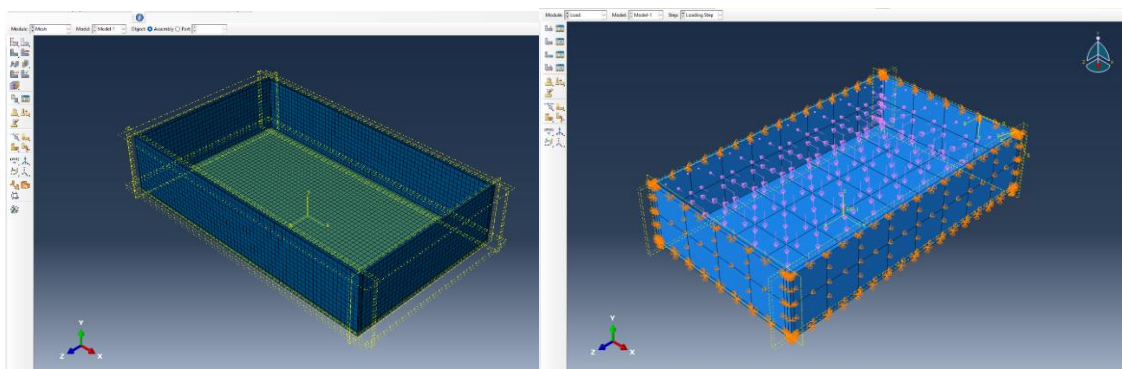 Module: Mesh Model: Model-1 Object: Assembly Part:
Module: Load Model: Model-1 Step: Loading Step
Y
Z X
Y
Z X